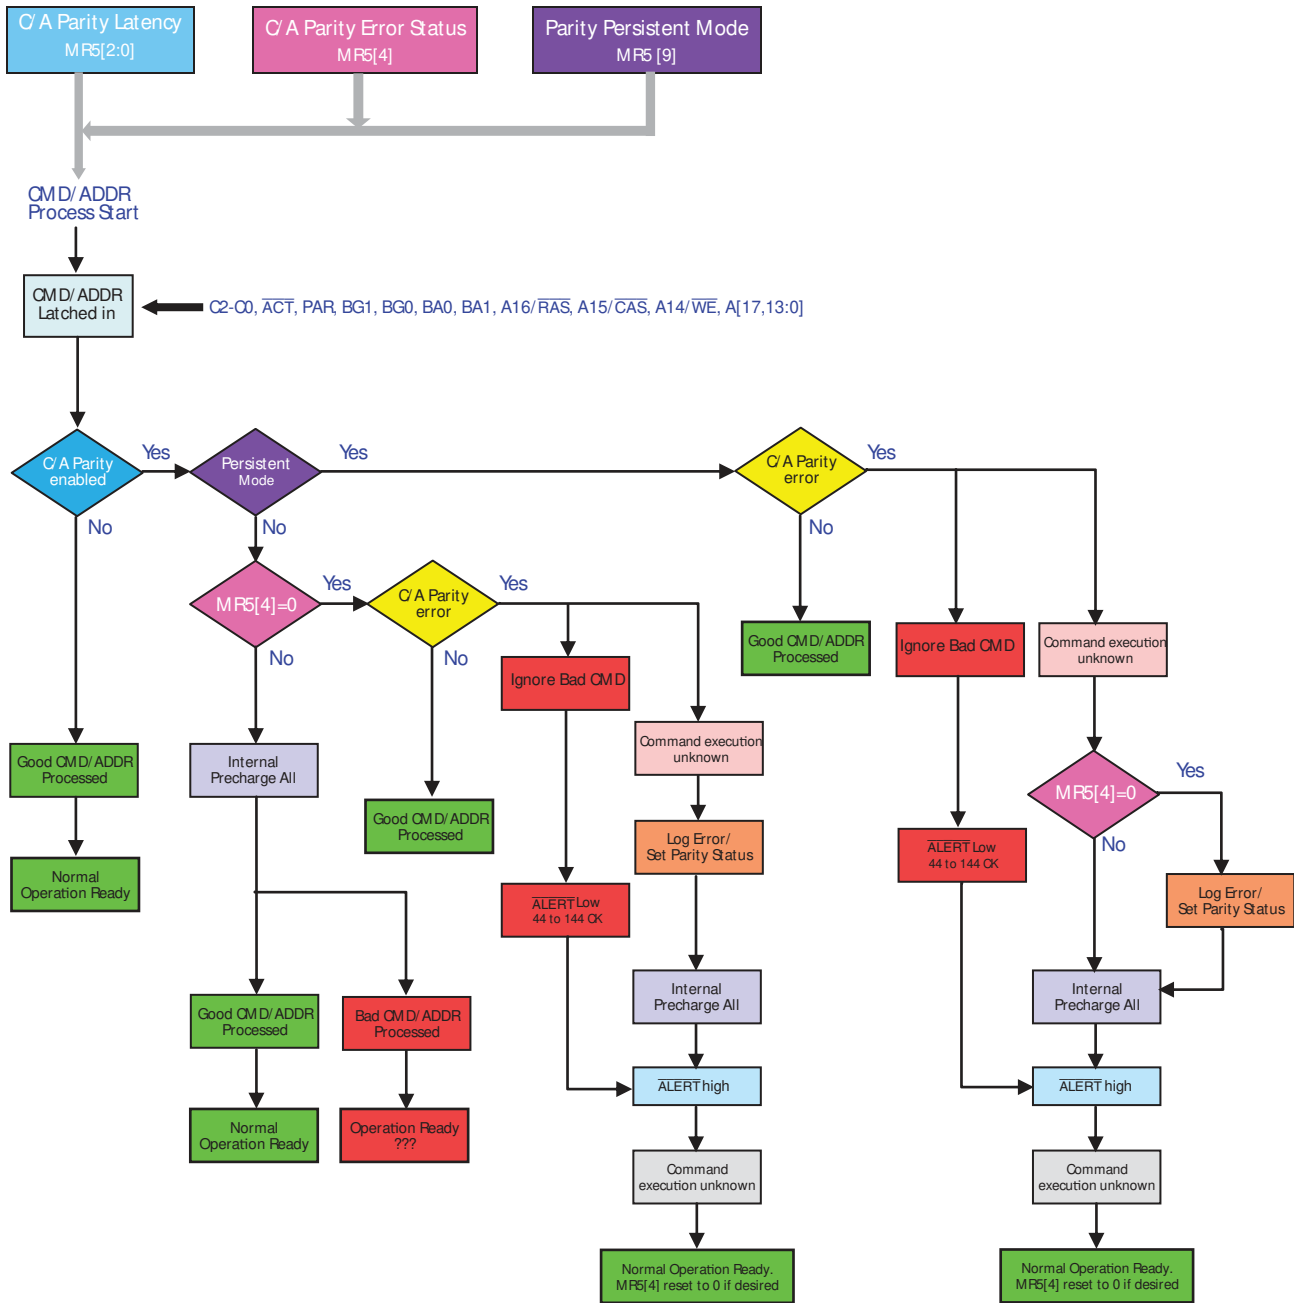 C/A Parity Latency
MR5[2:0]
C/A Parity Error Status
MR5[4]
Parity Persistent Mode
MR5 [9]
CMD/ADDR
Process Start
CMD/ADDR
Latched in
C2-C0, ACT, PAR, BG1, BG0, BA0, BA1, A16/RAS, A15/CAS, A14/WE, A[17,13:0]
C/A Parity
enabled
Yes
Persistent
Mode
Yes
C/A Parity
error
Yes
No
No
No
MR5[4]=0
Yes
C/A Parity
error
Yes
No
No
Good CMD/ADDR
Processed
Ignore Bad CMD
Command execution
unknown
Ignore Bad CMD
Good CMD/ADDR
Processed
Internal
Precharge All
Command execution
unknown
MR5[4]=0
Yes
No
Good CMD/ADDR
Processed
Log Error/
Set Parity Status
ALERT Low
44 to 144 CK
Normal
Operation Ready
ALERT Low
44 to 144 CK
Log Error/
Set Parity Status
Good CMD/ADDR
Processed
Bad CMD/ADDR
Processed
Internal
Precharge All
Internal
Precharge All
ALERT high
ALERT high
Normal
Operation Ready
Operation Ready
???
Command
execution unknown
Command
execution unknown
Normal Operation Ready.
MR5[4] reset to 0 if desired
Normal Operation Ready.
MR5[4] reset to 0 if desired